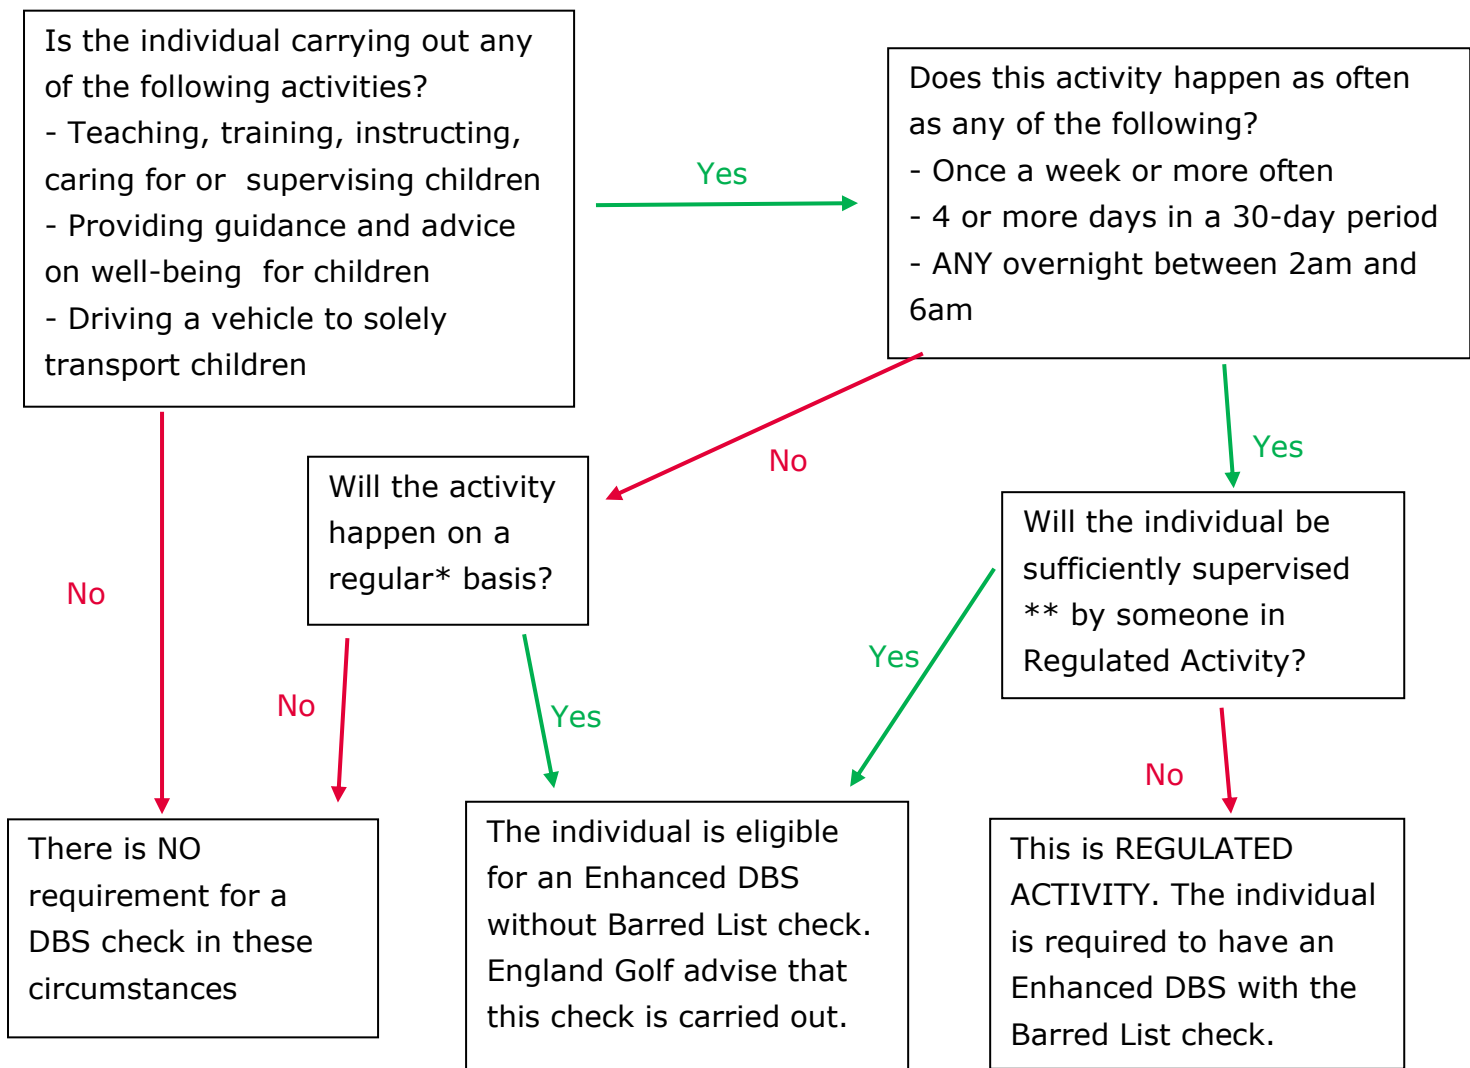 Is the individual carrying out any
of the following activities?
- Teaching, training, instructing,
caring for or  supervising children
- Providing guidance and advice
on well-being  for children
- Driving a vehicle to solely
transport children
Yes
Does this activity happen as often
as any of the following?
- Once a week or more often
- 4 or more days in a 30-day period
- ANY overnight between 2am and
6am
No
No
Yes
Will the activity
happen on a
regular* basis?
Will the individual be
sufficiently supervised
** by someone in
Regulated Activity?
No
Yes
Yes
No
There is NO
requirement for a
DBS check in these
circumstances
The individual is eligible
for an Enhanced DBS
without Barred List check.
England Golf advise that
this check is carried out.
This is REGULATED
ACTIVITY. The individual
is required to have an
Enhanced DBS with the
Barred List check.